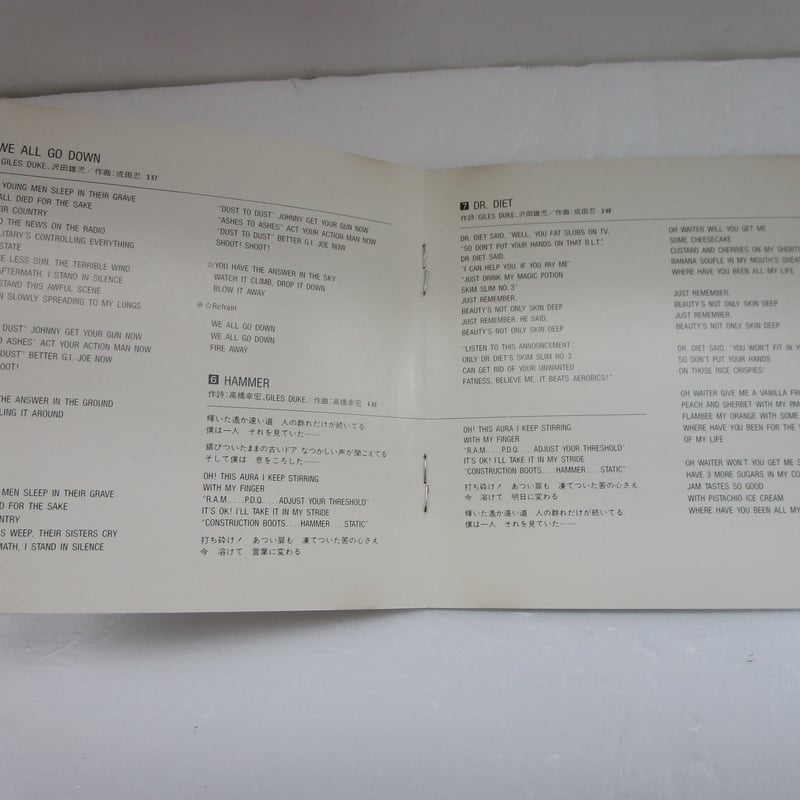 WE ALL GO DOWN
GILES DUKE、沢田雄児／作曲:成田忍 3'57
YOUNG MEN SLEEP IN THEIR GRAVE
ALL DIED FOR THE SAKE
COUNTRY
THE NEWS ON THE RADIO
CONTROLLING EVERYTHING
STATE
LESS SUN, THE TERRIBLE WIND
AFTERMATH, I STAND IN SILENCE
STAND THIS AWFUL SCENE
SLOWLY SPREADING TO MY LUNGS
DUST" JOHNNY GET YOUR GUN NOW
ASHES" ACT YOUR ACTION MAN NOW
DUST" BETTER G.I. JOE NOW
THE ANSWER IN THE GROUND
IT AROUND
MEN SLEEP IN THEIR GRAVE
FOR THE SAKE
WEEP, THEIR SISTERS CRY
I STAND IN SILENCE
"DUST TO DUST" JOHNNY GET YOUR GUN NOW
"ASHES TO ASHES" ACT YOUR ACTION MAN NOW
"DUST TO DUST" BETTER G.I. JOE NOW
SHOOT! SHOOT!
☆YOU HAVE THE ANSWER IN THE SKY
WATCH IT CLIMB, DROP IT DOWN
BLOW IT AWAY
※☆Refrain
WE ALL GO DOWN
WE ALL GO DOWN
FIRE AWAY
6 HAMMER
作詩:高橋幸宏、GILES DUKE／作曲:高橋幸宏
輝いた遙か遠い道 人の群れだけが続いてる
僕は一人 それを見ていた……
錆びついたままの古いドア なつかしい声が聞こえてる
そして僕は 息をころした……
OH! THIS AURA I KEEP STIRRING
WITH MY FINGER
"R.A.M.....P.D.Q.....ADJUST YOUR THRESHOLD"
IT'S OK! I'LL TAKE IT IN MY STRIDE
"CONSTRUCTION BOOTS....HAMMER....STATIC"
打ち砕け! あつい扉も 凍てついた筈の心さえ
今 溶けて 言葉に変わる
7 DR. DIET
作詩:GILES DUKE、沢田雄児／作曲:成田忍
DR. DIET SAID, "WELL, YOU FAT SLOBS ON TV,
"SO DON'T PUT YOUR HANDS ON THAT B.L.T."
DR. DIET SAID,
"I CAN HELP YOU, IF YOU PAY ME"
"JUST DRINK MY MAGIC POTION
SKIM SLIM NO. 3"
JUST REMEMBER,
BEAUTY'S NOT ONLY SKIN DEEP
JUST REMEMBER, HE SAID,
BEAUTY'S NOT ONLY SKIN DEEP
"LISTEN TO THIS ANNOUNCEMENT:
ONLY DR. DIET'S SKIM SLIM NO. 3
CAN GET RID OF YOUR UNWANTED
FATNESS, BELIEVE ME, IT BEATS AEROBICS!"
OH! THIS AURA I KEEP STIRRING
WITH MY FINGER
"R.A.M.....P.D.Q.....ADJUST YOUR THRESHOLD"
IT'S OK! I'LL TAKE IT IN MY STRIDE
"CONSTRUCTION BOOTS....HAMMER....STATIC"
打ち砕け! あつい扉も 凍てついた筈の心さえ
今 溶けて 明日に変わる
輝いた遙か遠い道 人の群れだけが続いてる
僕は一人 それを見ていた……
OH WAITER WILL YOU GET ME
SOME CHEESECAKE
CUSTARD AND CHERRIES ON MY
BANANA SOUFLE IN MY MOUTH'S
WHERE HAVE YOU BEEN ALL MY LIFE
JUST REMEMBER,
BEAUTY'S NOT ONLY SKIN DEEP
JUST REMEMBER,
BEAUTY'S NOT ONLY SKIN DEEP
DR. DIET SAID, "YOU WON'T FIT IN
SO DON'T PUT YOUR HANDS
ON THOSE RICE CRISPIES"
OH WAITER GIVE ME A VANILLA
PEACH AND SHERBET WITH MY
FLAMBEE MY ORANGE WITH SOME
WHERE HAVE YOU BEEN FOR THE
OF MY LIFE
OH WAITER WON'T YOU GET ME
HAVE 3 MORE SUGARS IN MY
JAM TASTES SO GOOD
WITH PISTACHIO ICE CREAM
WHERE HAVE YOU BEEN ALL MY